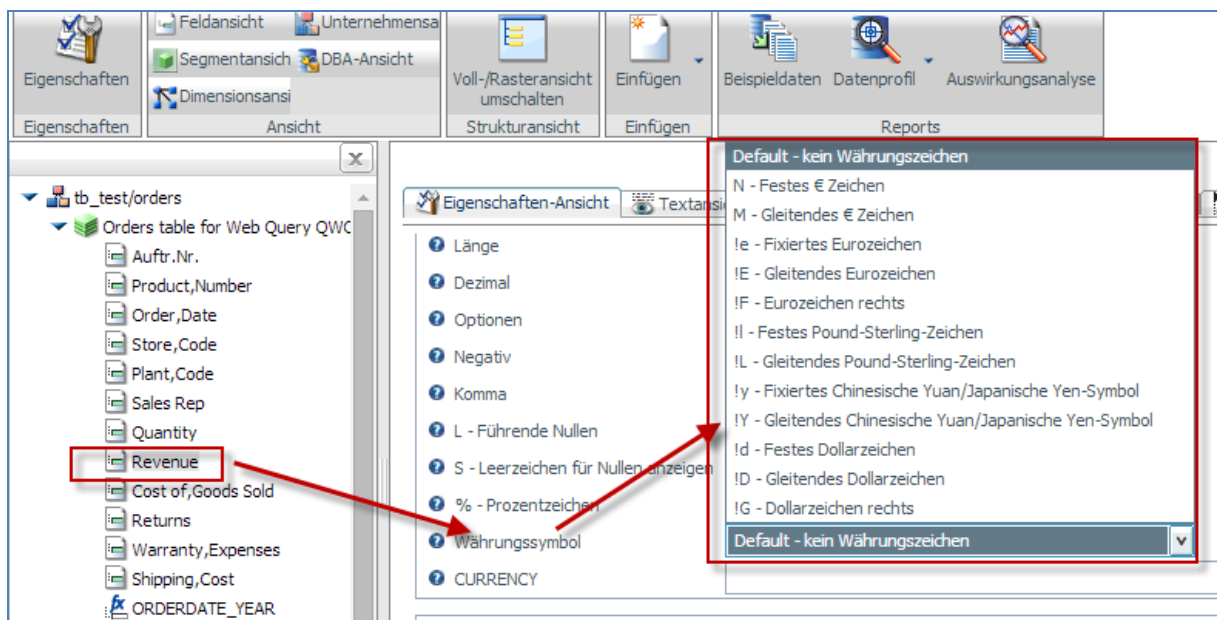 Feldansicht
Unternehmensa
Segmentansich
DBA-Ansicht
Dimensionsansi
Eigenschaften
Voll-/Rasteransicht
umschalten
Einfügen
Beispieldaten
Datenprofil
Auswirkungsanalyse
Eigenschaften
Ansicht
Strukturansicht
Einfügen
Reports
x
tb_test/orders
Orders table for Web Query QWC
Auftr.Nr.
Product,Number
Order,Date
Store,Code
Plant,Code
Sales Rep
Quantity
Revenue
Cost of,Goods Sold
Returns
Warranty,Expenses
Shipping,Cost
fx ORDERDATE_YEAR
Eigenschaften-Ansicht
Textansi
? Länge
? Dezimal
? Optionen
? Negativ
? Komma
? L - Führende Nullen
? S - Leerzeichen für Nullen anzeigen
? % - Prozentzeichen
? Währungssymbol
? CURRENCY
Default - kein Währungszeichen
N - Festes € Zeichen
M - Gleitendes € Zeichen
!e - Fixiertes Eurozeichen
!E - Gleitendes Eurozeichen
!F - Eurozeichen rechts
!l - Festes Pound-Sterling-Zeichen
!L - Gleitendes Pound-Sterling-Zeichen
!y - Fixiertes Chinesische Yuan/Japanische Yen-Symbol
!Y - Gleitendes Chinesische Yuan/Japanische Yen-Symbol
!d - Festes Dollarzeichen
!D - Gleitendes Dollarzeichen
!G - Dollarzeichen rechts
Default - kein Währungszeichen